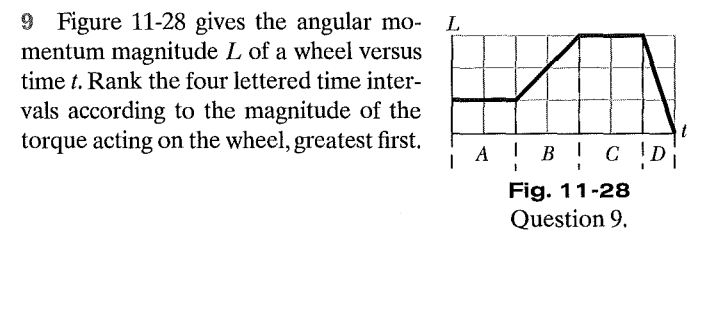 9 Figure 11-28 gives the angular mo-
mentum magnitude L of a wheel versus
time t. Rank the four lettered time inter-
vals according to the magnitude of the
torque acting on the wheel, greatest first.
L
t
A B C D
Fig. 11-28
Question 9.